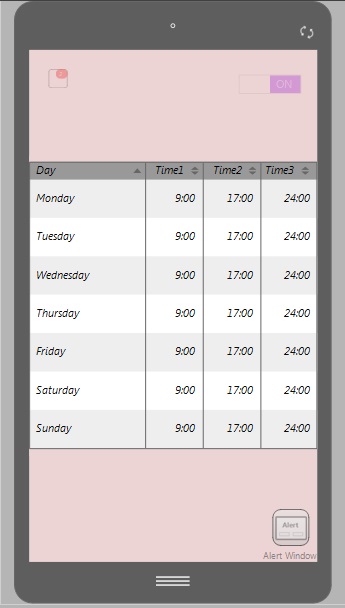 ON
Day Time1 Time2 Time3
Monday 9:00 17:00 24:00
Tuesday 9:00 17:00 24:00
Wednesday 9:00 17:00 24:00
Thursday 9:00 17:00 24:00
Friday 9:00 17:00 24:00
Saturday 9:00 17:00 24:00
Sunday 9:00 17:00 24:00
Alert
Alert Window